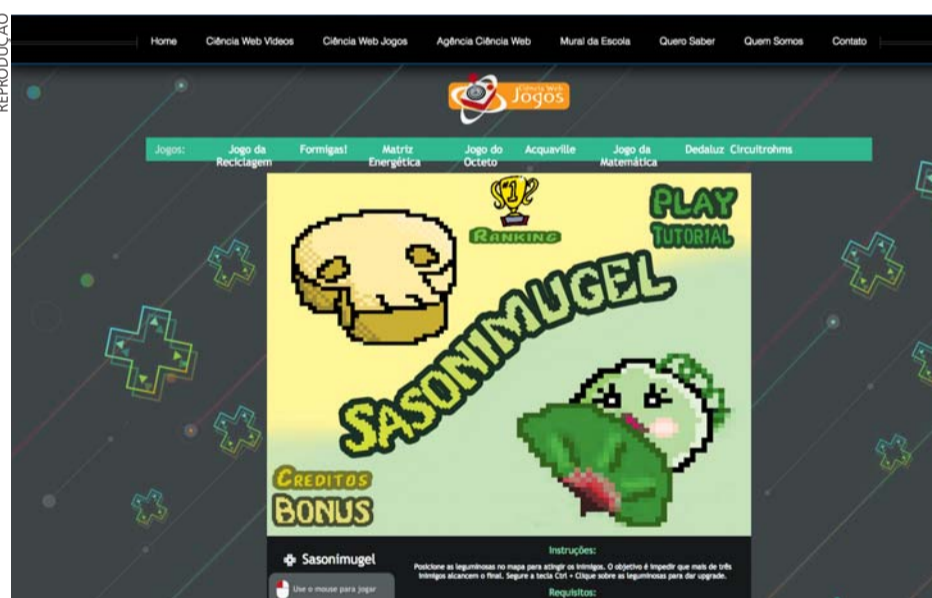 REPRODUÇÃO
Home Ciência Web Videos Ciência Web Jogos Agência Ciência Web Mural da Escola Quero Saber Quem Somos Contato
Ciência Web
Jogos
Jogos: Jogo da Reciclagem Formigas! Matriz Energética Jogo do Octeto Acquaville Jogo da Matemática Dedaluz Circuitrohms
#1
RANKING
PLAY
TUTORIAL
SASONIMUGEL
CREDITOS
BONUS
Sasonimugel
Use o mouse para jogar
Instruções:
Posicione as leguminosas no mapa para atingir os inimigos. O objetivo é impedir que mais de três
inimigos alcancem o final. Segure a tecla Ctrl + Clique sobre as leguminosas para dar upgrade.
Requisitos: